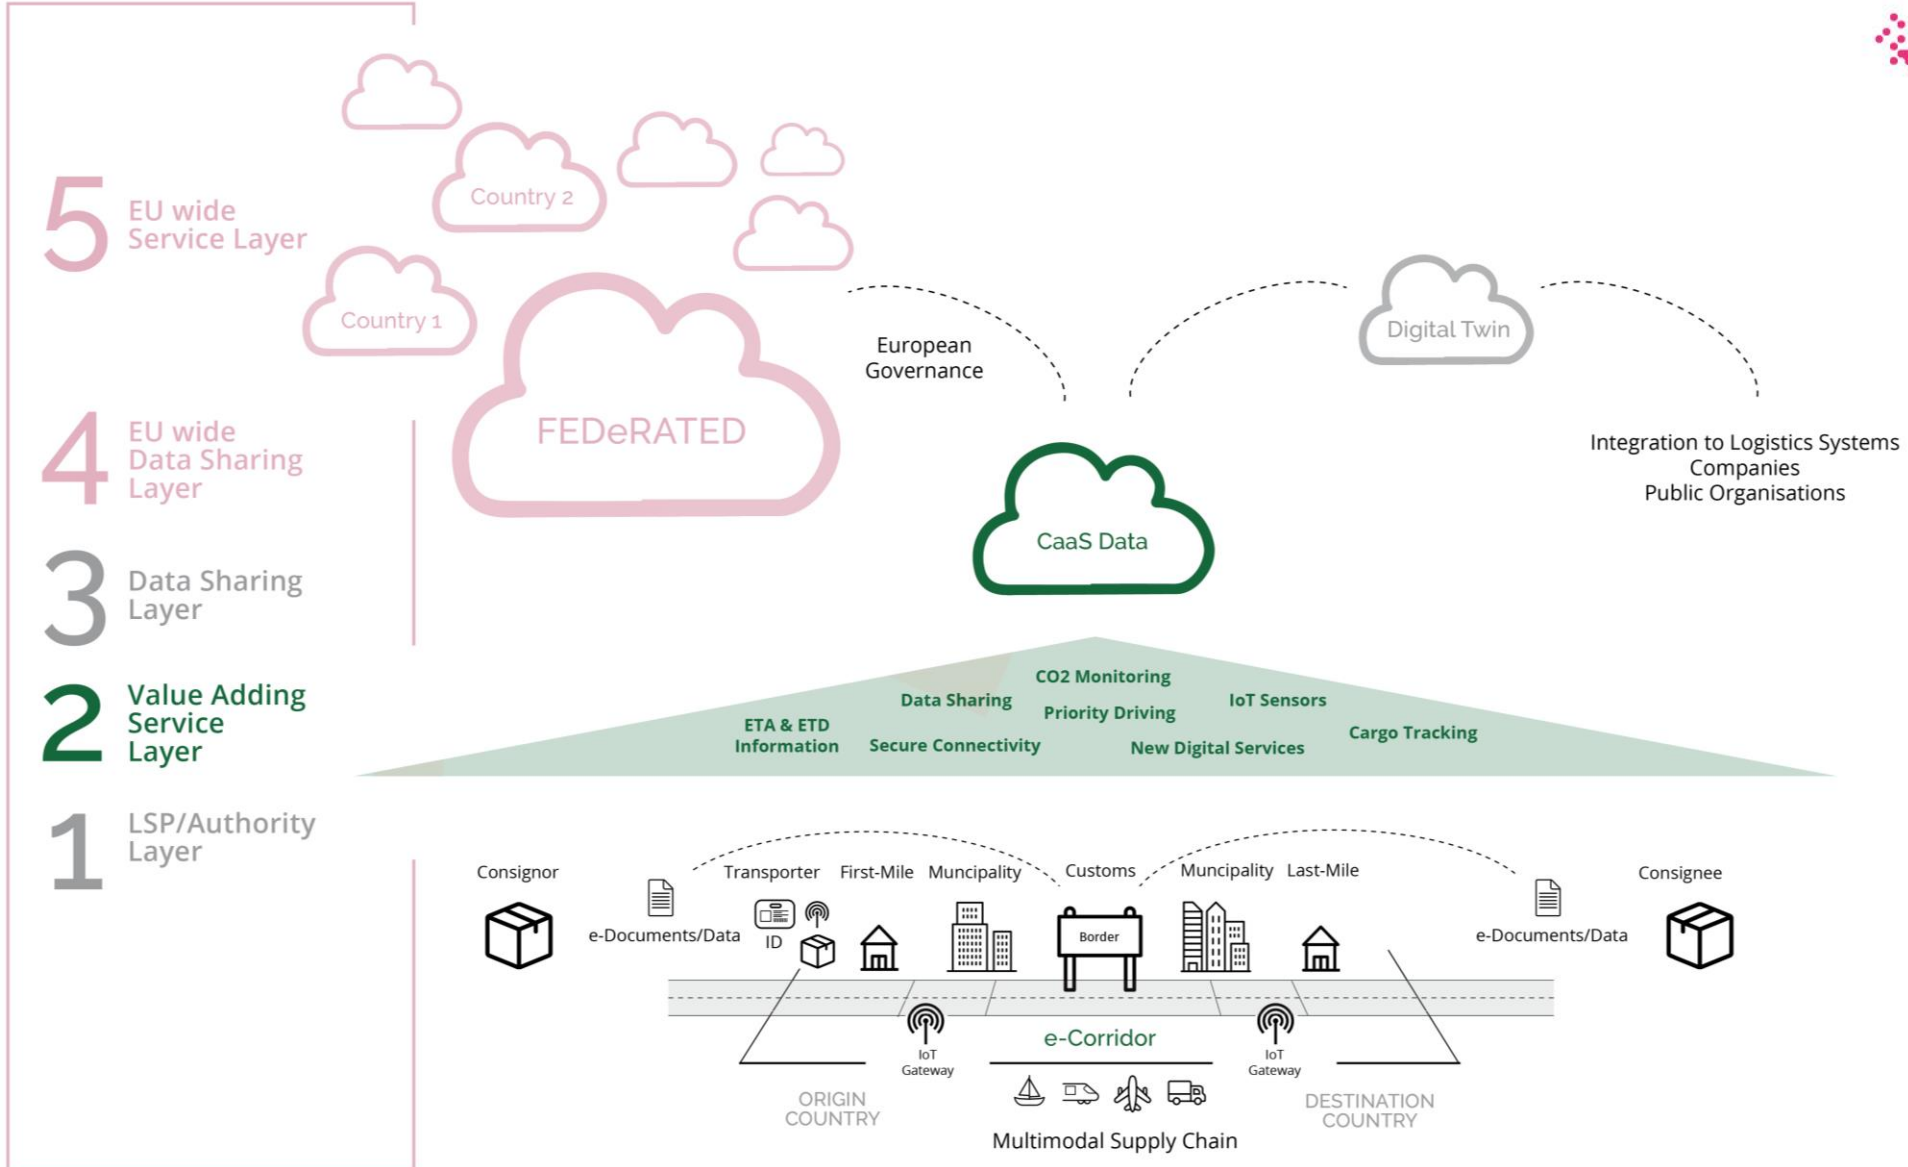 5
EU wide
Service Layer
4
EU wide
Data Sharing
Layer
3
Data Sharing
Layer
2
Value Adding
Service
Layer
1
LSP/Authority
Layer
Country 2
Country 1
FEDeRATED
European
Governance
Digital Twin
Integration to Logistics Systems
Companies
Public Organisations
CaaS Data
CO2 Monitoring
Data Sharing
IoT Sensors
Priority Driving
ETA & ETD
Information
Secure Connectivity
New Digital Services
Cargo Tracking
Consignor
e-Documents/Data
Transporter
ID
First-Mile
Muncipality
Customs
Border
Muncipality
Last-Mile
e-Documents/Data
Consignee
IoT
Gateway
e-Corridor
IoT
Gateway
ORIGIN
COUNTRY
DESTINATION
COUNTRY
Multimodal Supply Chain